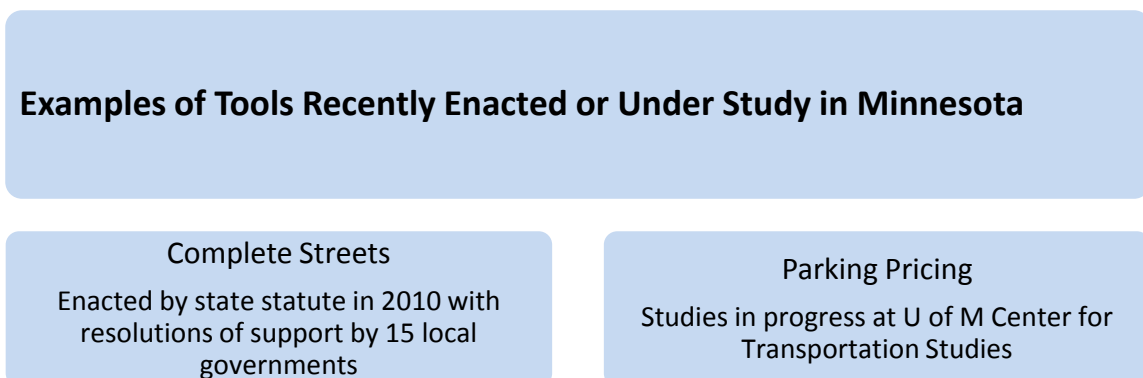 Examples of Tools Recently Enacted or Under Study in Minnesota
Complete Streets
Enacted by state statute in 2010 with
resolutions of support by 15 local
governments
Parking Pricing
Studies in progress at U of M Center for
Transportation Studies